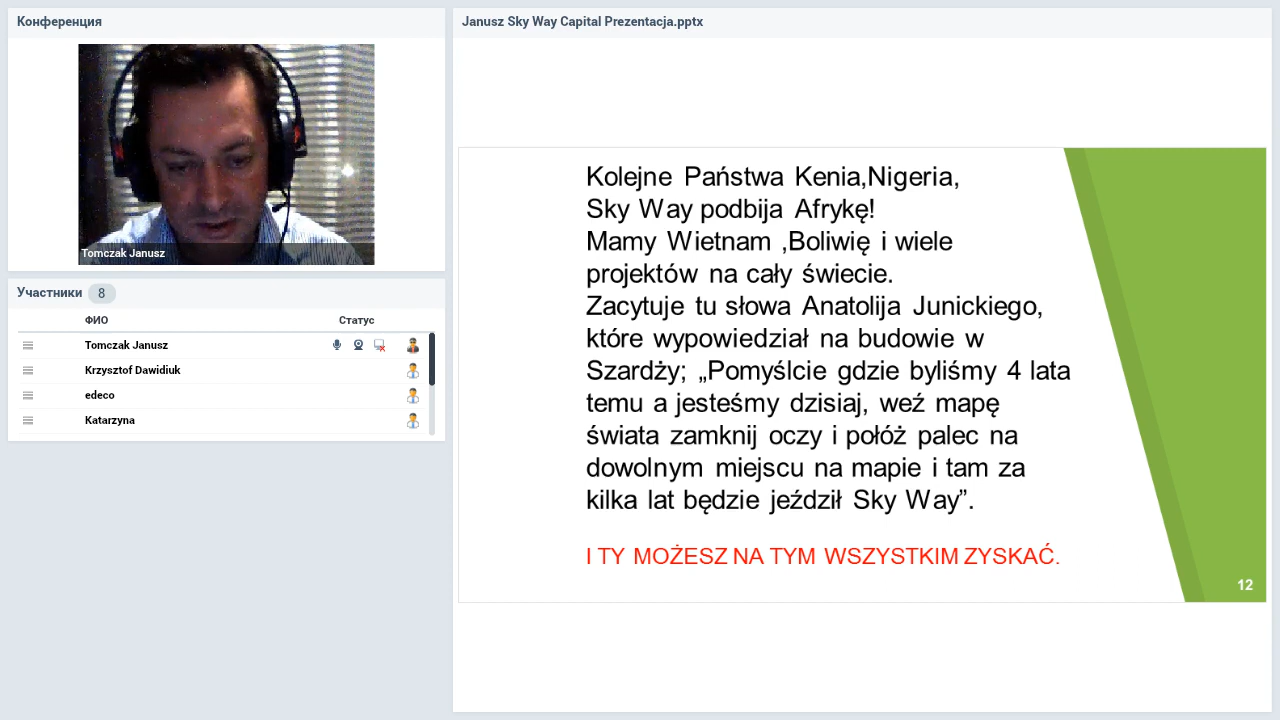 Конференция
Tomczak Janusz
Участники 8
ФИО Статус
Tomczak Janusz
Krzysztof Dawidiuk
edeco
Katarzyna
Janusz Sky Way Capital Prezentacja.pptx
Kolejne Państwa Kenia,Nigeria,
Sky Way podbija Afrykę!
Mamy Wietnam ,Boliwię i wiele
projektów na cały świecie.
Zacytuje tu słowa Anatolija Junickiego,
które wypowiedział na budowie w
Szardży; „Pomyślcie gdzie byliśmy 4 lata
temu a jesteśmy dzisiaj, weź mapę
świata zamknij oczy i połóż palec na
dowolnym miejscu na mapie i tam za
kilka lat będzie jeździł Sky Way”.
I TY MOŻESZ NA TYM WSZYSTKIM ZYSKAĆ.
12